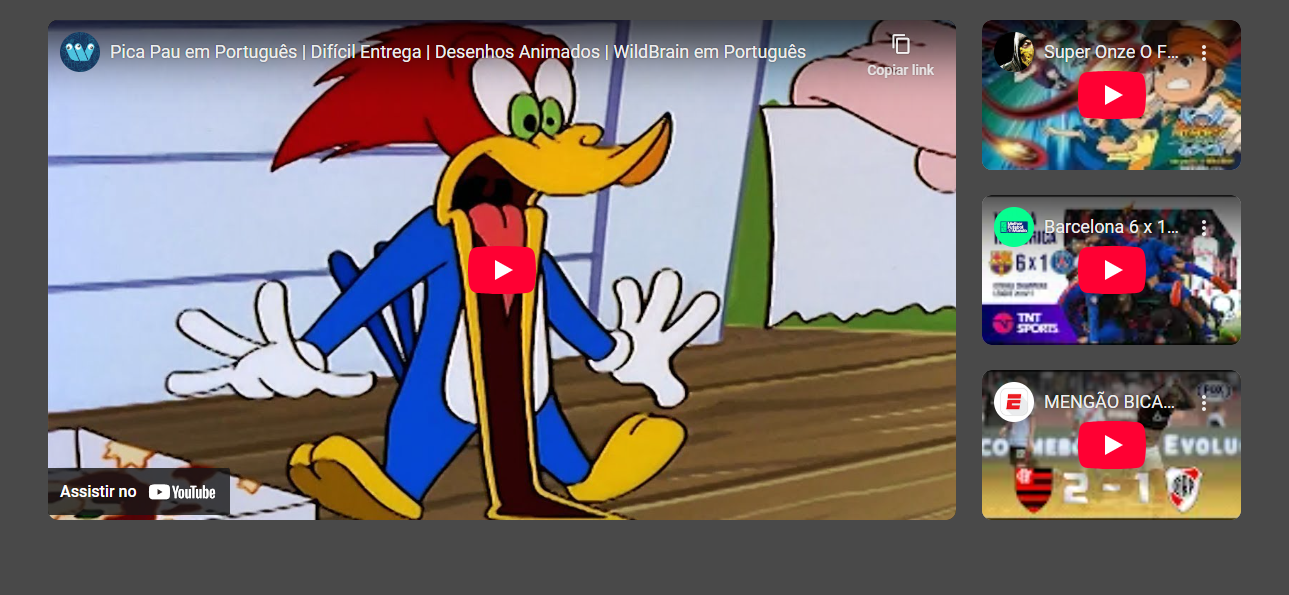 Pica Pau em Português | Difícil Entrega | Desenhos Animados | WildBrain em Português
Copiar link
Assistir no YouTube
Super Onze O F...
Barcelona 6 x 1...
6 x 1
TNT
SPORTS
MENGÃO BICA...
FOX
EVOLU
2 - 1